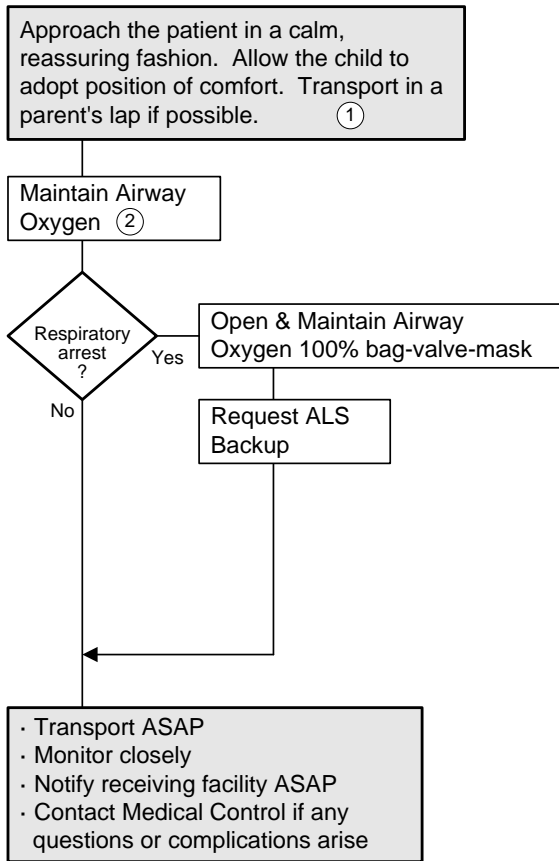 Approach the patient in a calm,
reassuring fashion.  Allow the child to
adopt position of comfort.  Transport in a
parent's lap if possible. ①
Maintain Airway
Oxygen ②
Respiratory
arrest
?
Yes
No
Open & Maintain Airway
Oxygen 100% bag-valve-mask
Request ALS
Backup
· Transport ASAP
· Monitor closely
· Notify receiving facility ASAP
· Contact Medical Control if any
questions or complications arise